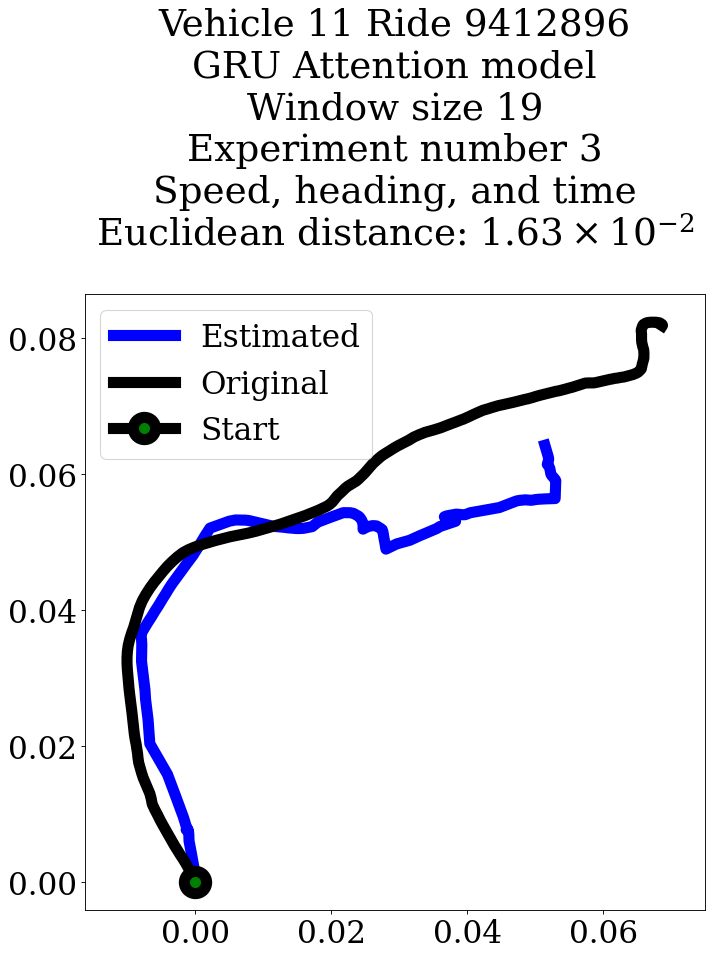 Vehicle 11 Ride 9412896
GRU Attention model
Window size 19
Experiment number 3
Speed, heading, and time
Euclidean distance: 1.63 × 10⁻²
Estimated
Original
Start
0.08
0.06
0.04
0.02
0.00
0.00 0.02 0.04 0.06